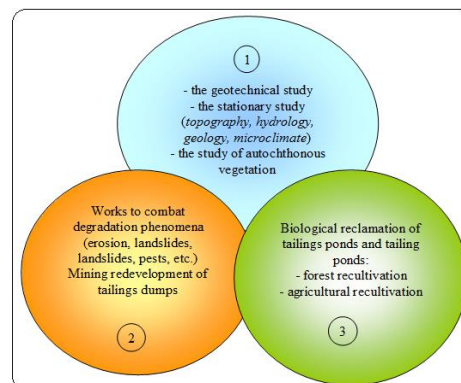 1
- the geotechnical study
- the stationary study
(topography, hydrology,
geology, microclimate)
- the study of autochthonous
vegetation
Works to combat
degradation phenomena
(erosion, landslides,
landslides, pests, etc.)
Mining redevelopment of
tailings dumps
2
Biological reclamation of
tailings ponds and tailing
ponds:
- forest recultivation
- agricultural recultivation
3